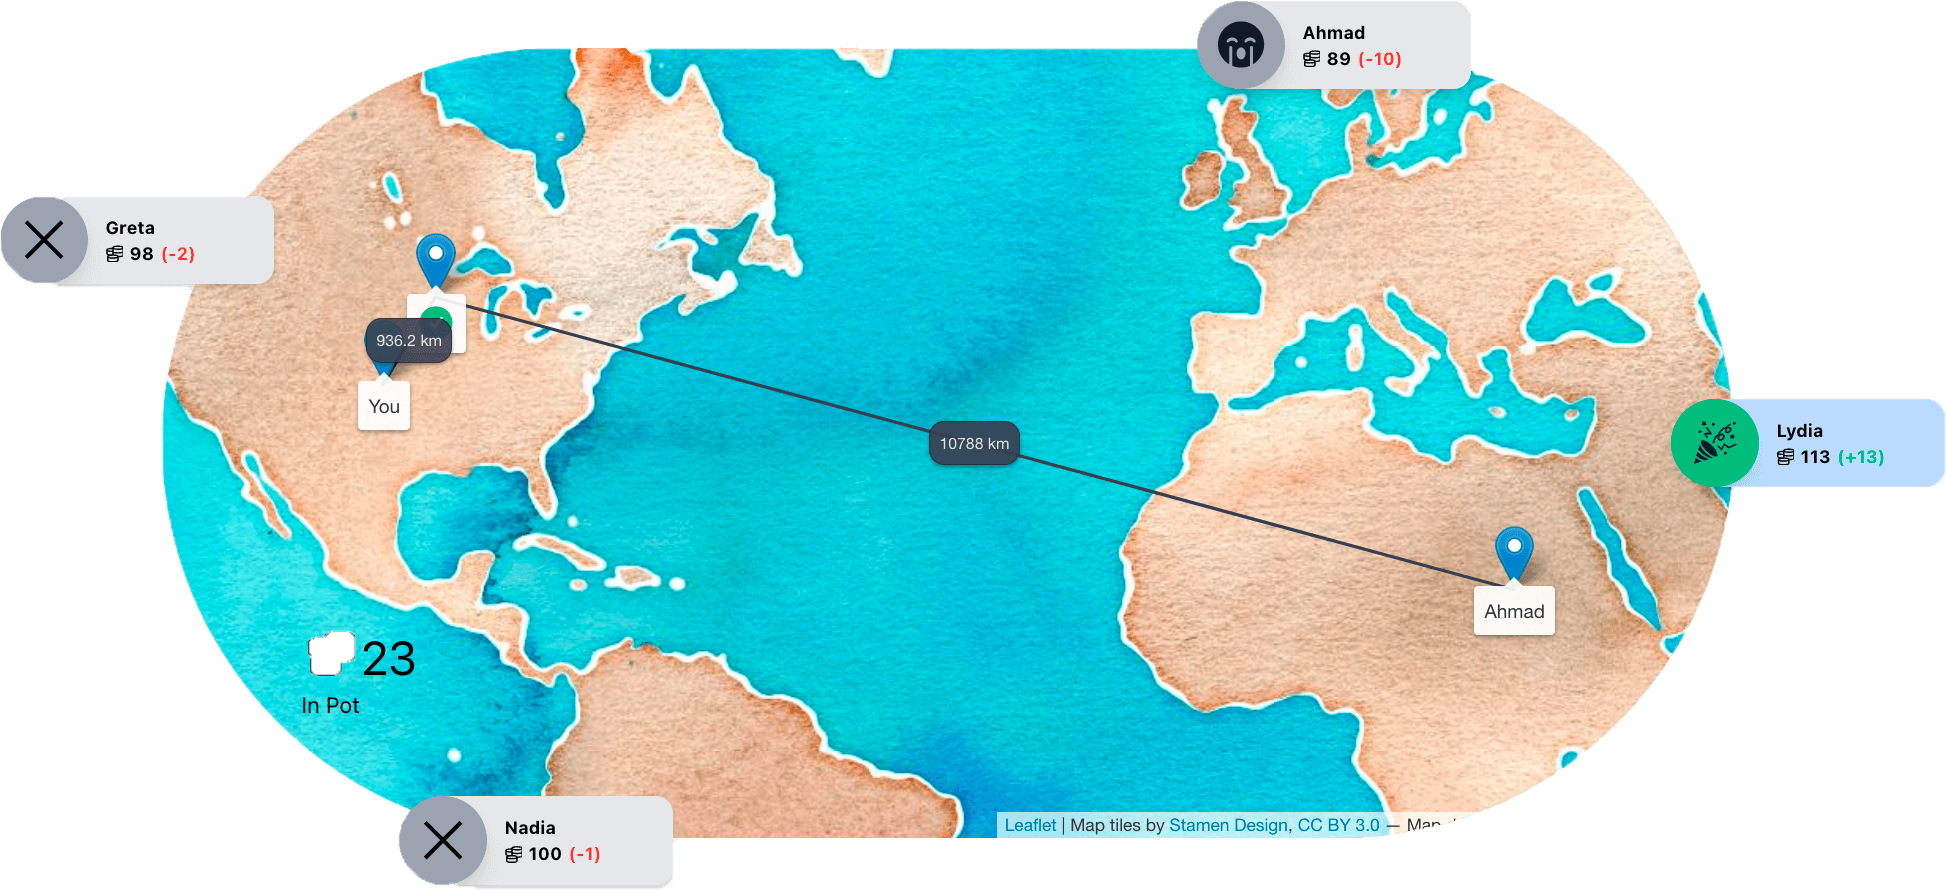 Ahmad
89 (-10)
Greta
98 (-2)
936.2 km
You
10788 km
Lydia
113 (+13)
Ahmad
23
In Pot
Nadia
100 (-1)
Leaflet | Map tiles by Stamen Design, CC BY 3.0 — Map